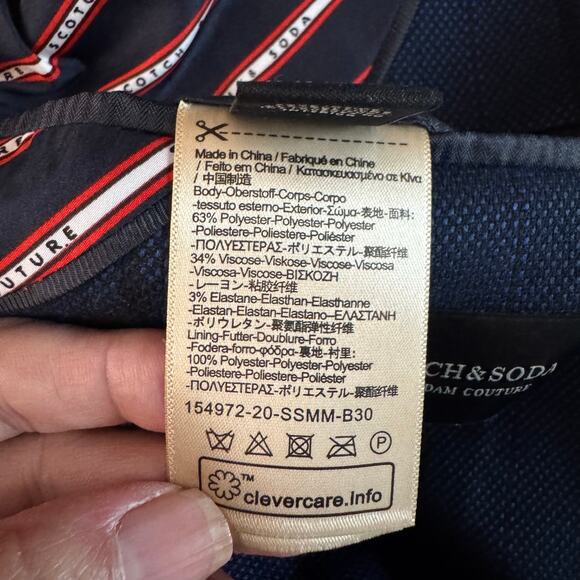 SCOTCH
SODA
SCOTCH
COUTURE
Made in China / Fabriqué en Chine
/ Feito em China / Κατασκευασμένο σε Κίνα
/ 中国制造
Body-Oberstoff-Corps-Corpo
-tessuto esterno-Exterior-Σώμα-表地-面料:
63% Polyester-Polyester-Polyester
-Poliestere-Poliestere-Poliéster
-ΠΟΛΥΕΣΤΕΡΑΣ-ポリエステル-聚酯纤维
34% Viscose-Viskose-Viscose-Viscosa
-Viscosa-Viscose-ΒΙΣΚΟΖΗ
-レーヨン-粘胶纤维
3% Elastane-Elasthan-Elasthanne
-Elastan-Elastan-Elastano-ΕΛΑΣΤΑΝΗ
-ポリウレタン-聚氨酯弹性纤维
Lining-Futter-Doublure-Forro
-Fodera-forro-φόδρα-裏地-衬里:
100% Polyester-Polyester-Polyester
-Poliestere-Poliestere-Poliéster
-ΠΟΛΥΕΣΤΕΡΑΣ-ポリエステル-聚酯纤维
154972-20-SSMM-B30
P
™
clevercare.info
CH&SODA
DAM COUTURE